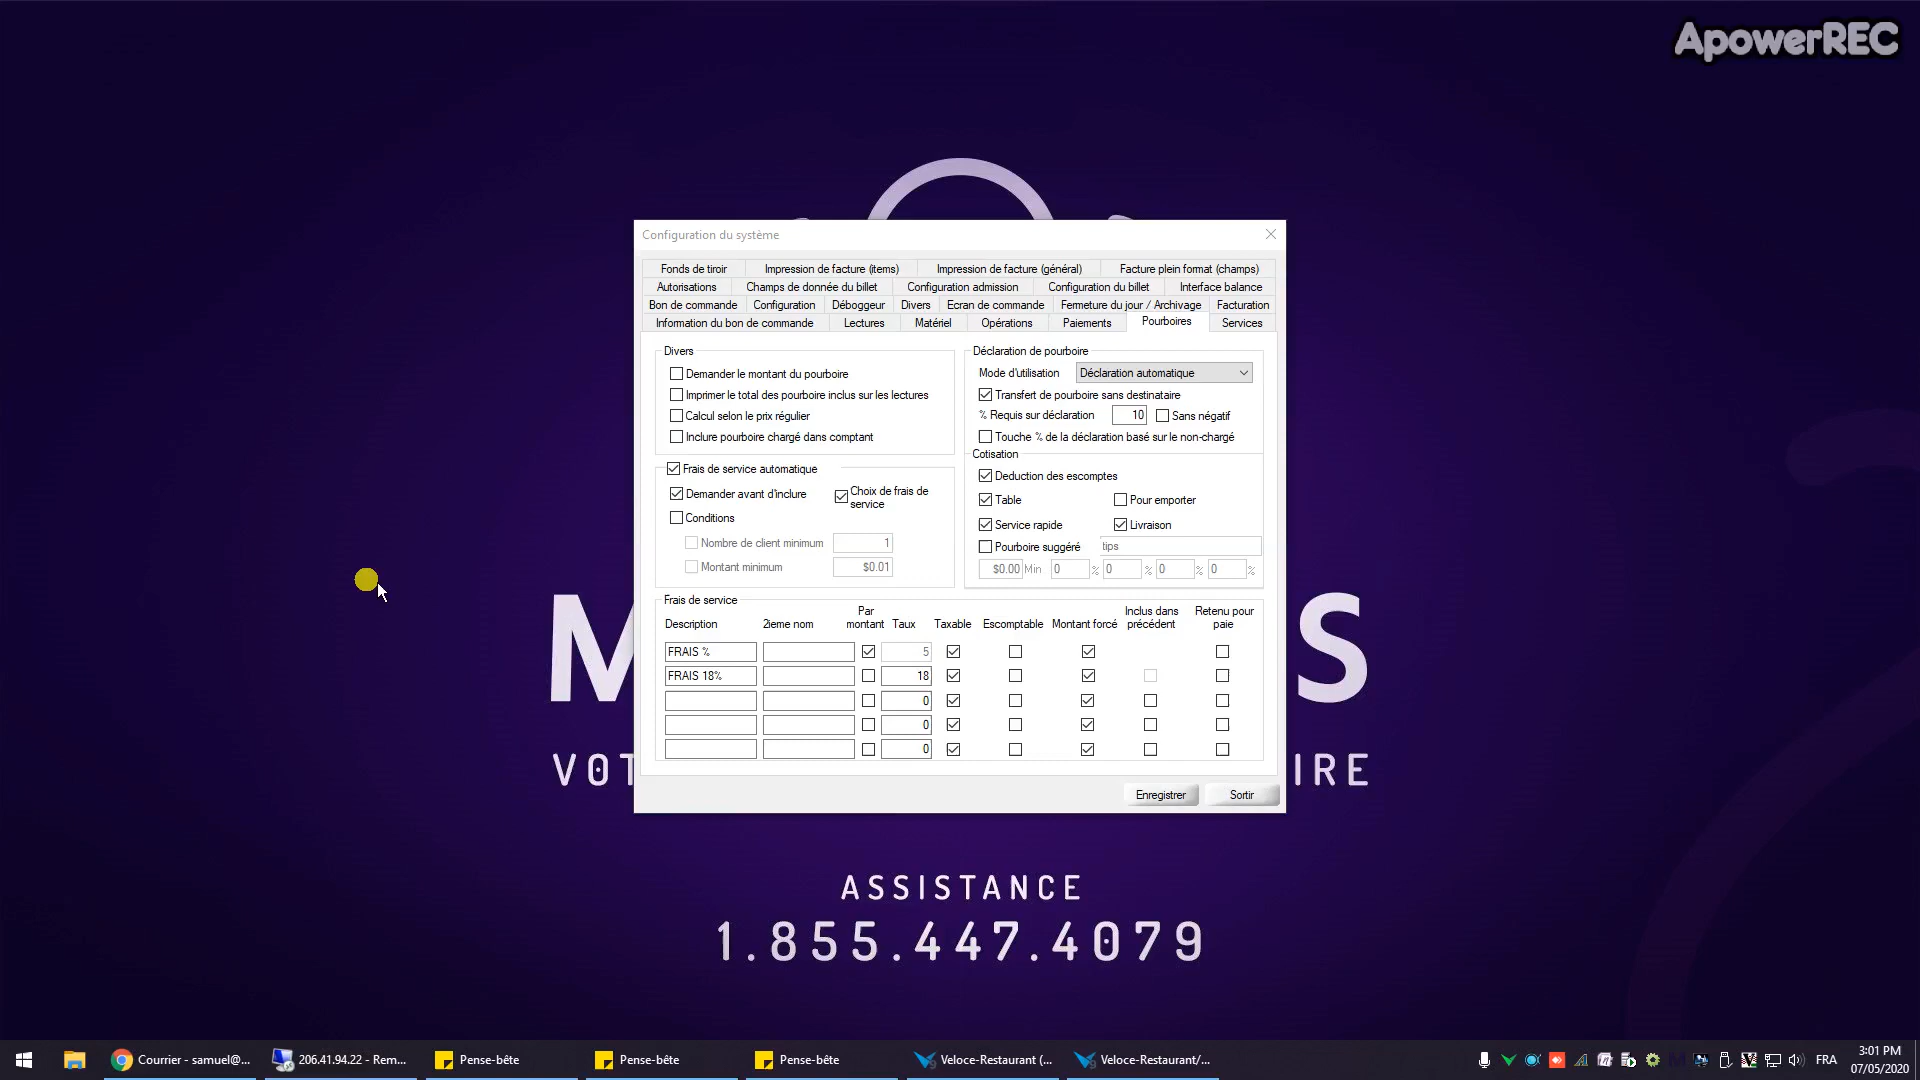 ApowerREC
Configuration du système
Fonds de tiroir Impression de facture (items) Impression de facture (général) Facture plein format (champs)
Autorisations Champs de donnée du billet Configuration admission Configuration du billet Interface balance
Bon de commande Configuration Déboggeur Divers Ecran de commande Fermeture du jour / Archivage Facturation
Information du bon de commande Lectures Matériel Opérations Paiements Pourboires Services
Divers
Demander le montant du pourboire
Imprimer le total des pourboire inclus sur les lectures
Calcul selon le prix régulier
Inclure pourboire chargé dans comptant
Frais de service automatique
Demander avant d'inclure
Choix de frais de
service
Conditions
Nombre de client minimum 1
Montant minimum $0.01
Déclaration de pourboire
Mode d'utilisation Déclaration automatique
Transfert de pourboire sans destinataire
% Requis sur déclaration 10 Sans négatif
Touche % de la déclaration basé sur le non-chargé
Cotisation
Deduction des escomptes
Table Pour emporter
Service rapide Livraison
Pourboire suggéré tips
$0.00 Min 0 % 0 % 0 % 0 %
Frais de service
Par Inclus dans Retenu pour
Description 2ieme nom montant Taux Taxable Escomptable Montant forcé précédent paie
FRAIS % 5
FRAIS 18% 18
0
0
0
Enregistrer Sortir
M S
VOT IRE
ASSISTANCE
1.855.447.4079
Courrier - samuel@... 206.41.94.22 - Rem... Pense-bête Pense-bête Pense-bête Veloce-Restaurant (... Veloce-Restaurant/... FRA 3:01 PM
07/05/2020